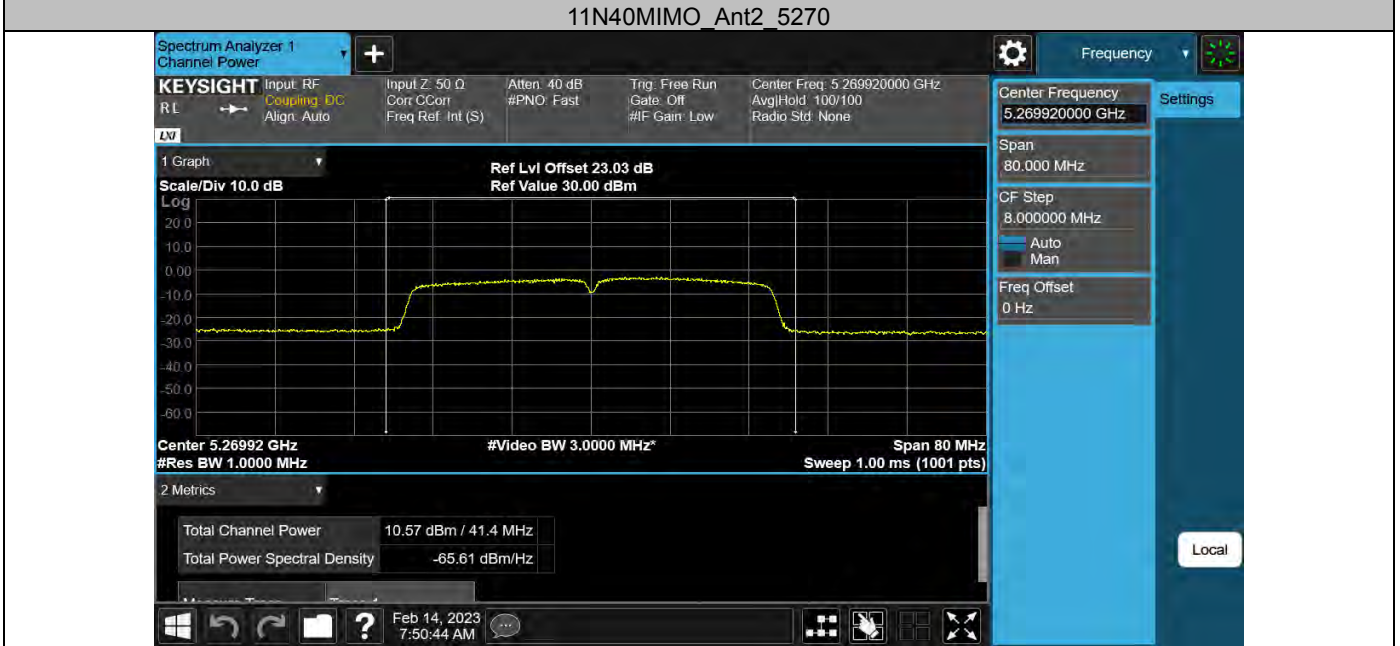 11N40MIMO_Ant2_5270
Spectrum Analyzer 1
Channel Power
Frequency
KEYSIGHT
R L
LXI
Input: RF
Coupling: DC
Align: Auto
Input Z: 50 Ω
Corr CCorr
Freq Ref: Int (S)
Atten: 40 dB
#PNO: Fast
Trig: Free Run
Gate: Off
#IF Gain: Low
Center Freq: 5.269920000 GHz
Avg|Hold: 100/100
Radio Std: None
Center Frequency
5.269920000 GHz
Settings
Span
80.000 MHz
CF Step
8.000000 MHz
Auto
Man
Freq Offset
0 Hz
1 Graph
Scale/Div 10.0 dB
Ref Lvl Offset 23.03 dB
Ref Value 30.00 dBm
Log
20.0
10.0
0.00
-10.0
-20.0
-30.0
-40.0
-50.0
-60.0
Center 5.26992 GHz
#Video BW 3.0000 MHz*
Span 80 MHz
#Res BW 1.0000 MHz
Sweep 1.00 ms (1001 pts)
2 Metrics
Total Channel Power 10.57 dBm / 41.4 MHz
Total Power Spectral Density -65.61 dBm/Hz
Local
Feb 14, 2023
7:50:44 AM